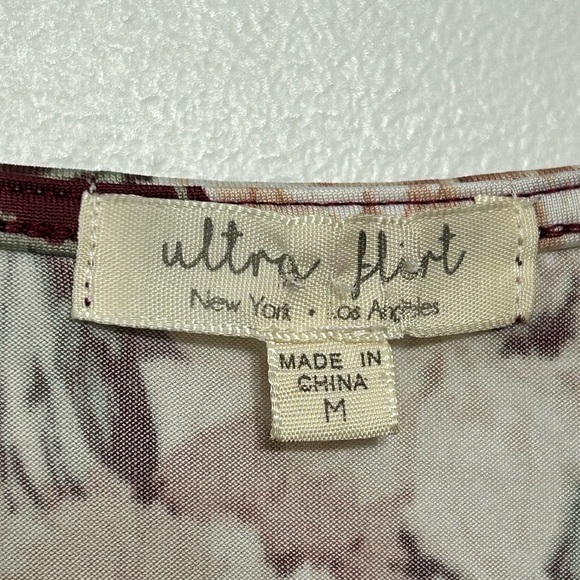 ultra flirt
New York • Los Angeles
MADE IN
CHINA
M